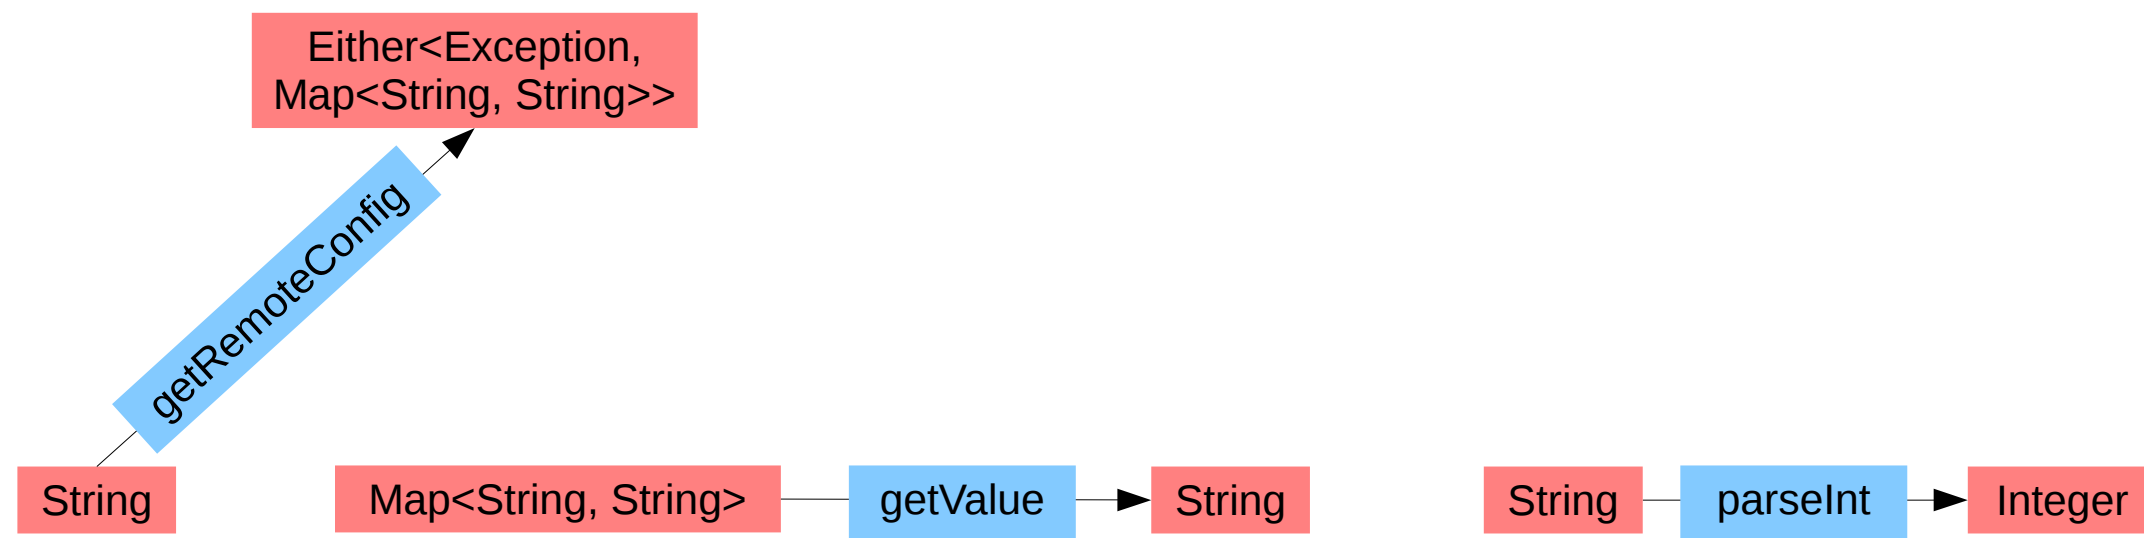 Either<Exception,
Map<String, String>>
getRemoteConfig
String
Map<String, String>
getValue
String
String
parseInt
Integer